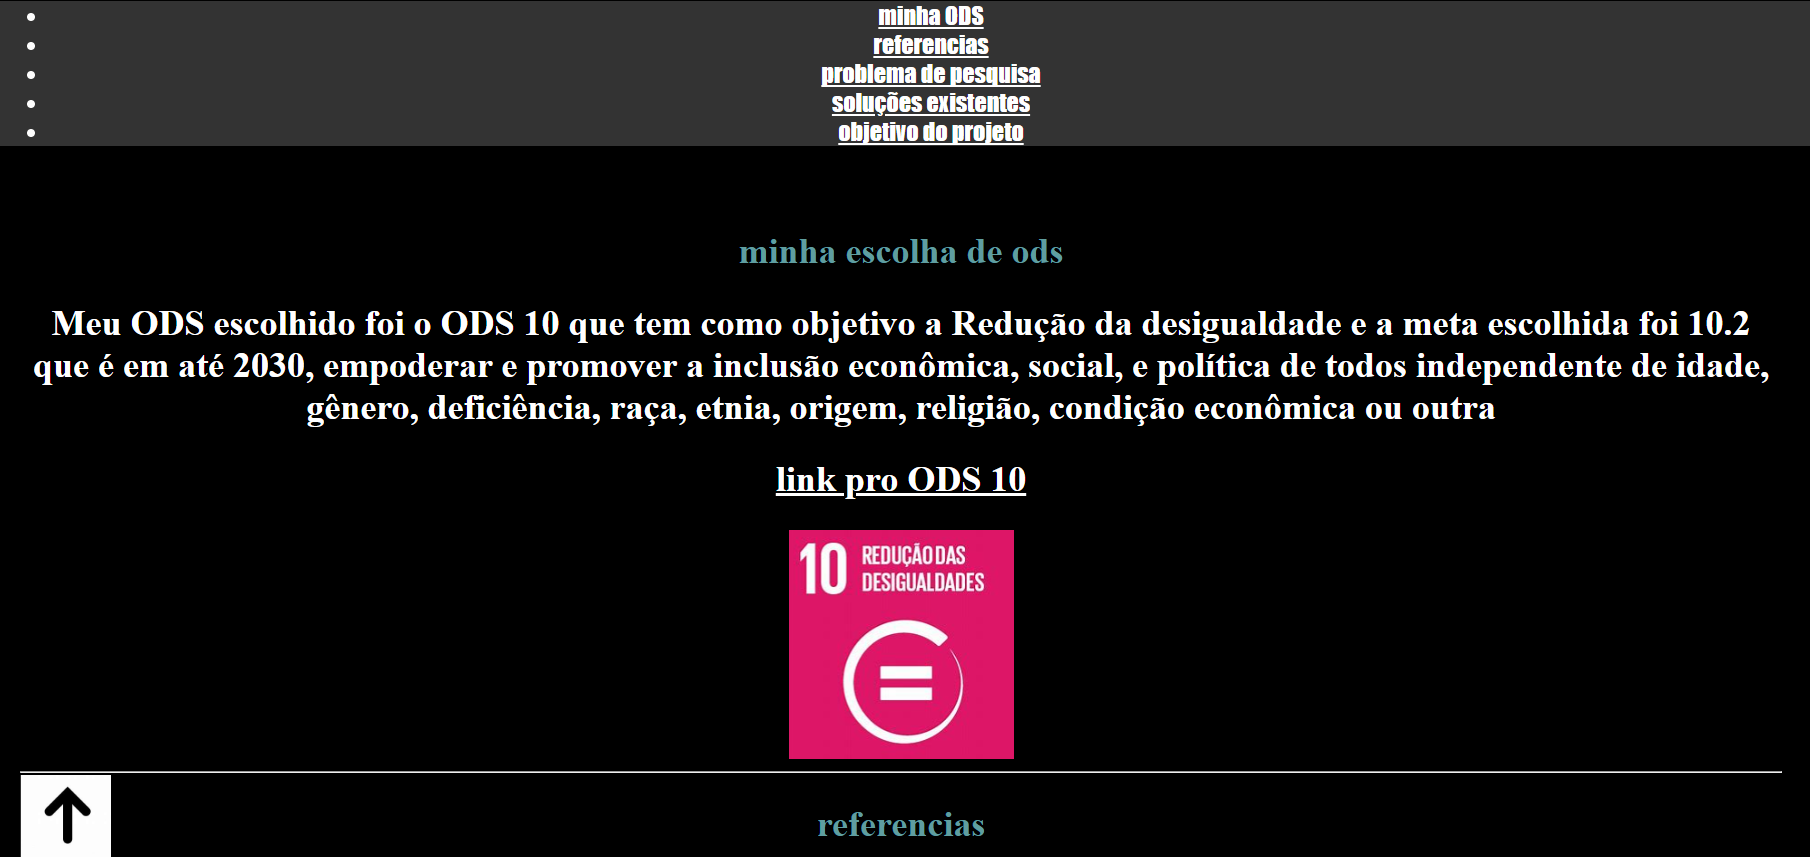 minha ODS
referencias
problema de pesquisa
soluções existentes
objetivo do projeto
minha escolha de ods
Meu ODS escolhido foi o ODS 10 que tem como objetivo a Redução da desigualdade e a meta escolhida foi 10.2
que é em até 2030, empoderar e promover a inclusão econômica, social, e política de todos independente de idade,
gênero, deficiência, raça, etnia, origem, religião, condição econômica ou outra
link pro ODS 10
10 REDUÇÃO DAS
DESIGUALDADES
referencias